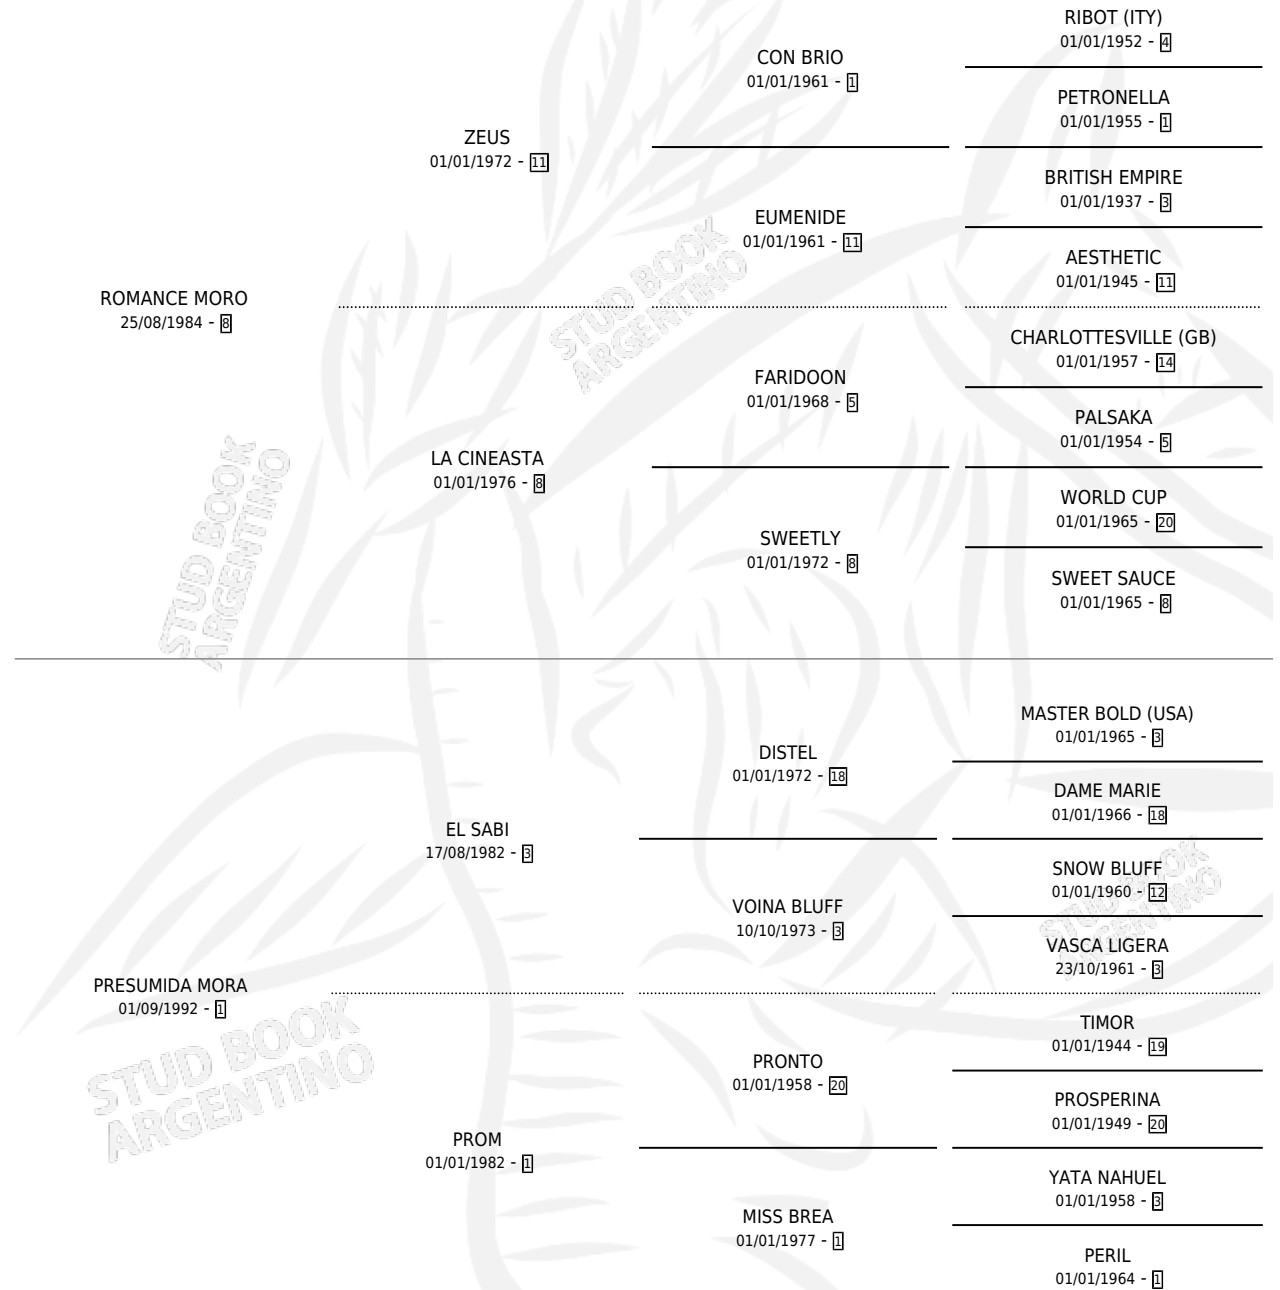 RIBOT (ITY)
01/01/1952 - 4
CON BRIO
01/01/1961 - 1
PETRONELLA
01/01/1955 - 1
ZEUS
01/01/1972 - 11
BRITISH EMPIRE
01/01/1937 - 3
EUMENIDE
01/01/1961 - 11
AESTHETIC
01/01/1945 - 11
ROMANCE MORO
25/08/1984 - 8
STUD BOOK
ARGENTINO
CHARLOTTESVILLE (GB)
01/01/1957 - 14
FARIDOON
01/01/1968 - 5
PALSAKA
01/01/1954 - 5
LA CINEASTA
01/01/1976 - 8
WORLD CUP
01/01/1965 - 20
SWEETLY
01/01/1972 - 8
SWEET SAUCE
01/01/1965 - 8
STUD BOOK
ARGENTINO
MASTER BOLD (USA)
01/01/1965 - 3
DISTEL
01/01/1972 - 18
DAME MARIE
01/01/1966 - 18
EL SABI
17/08/1982 - 3
SNOW BLUFF
01/01/1960 - 12
VOINA BLUFF
10/10/1973 - 3
STUD BOOK
ARGENTINO
VASCA LIGERA
23/10/1961 - 3
PRESUMIDA MORA
01/09/1992 - 1
STUD BOOK
ARGENTINO
TIMOR
01/01/1944 - 19
PRONTO
01/01/1958 - 20
PROSPERINA
01/01/1949 - 20
PROM
01/01/1982 - 1
YATA NAHUEL
01/01/1958 - 3
MISS BREA
01/01/1977 - 1
PERIL
01/01/1964 - 1